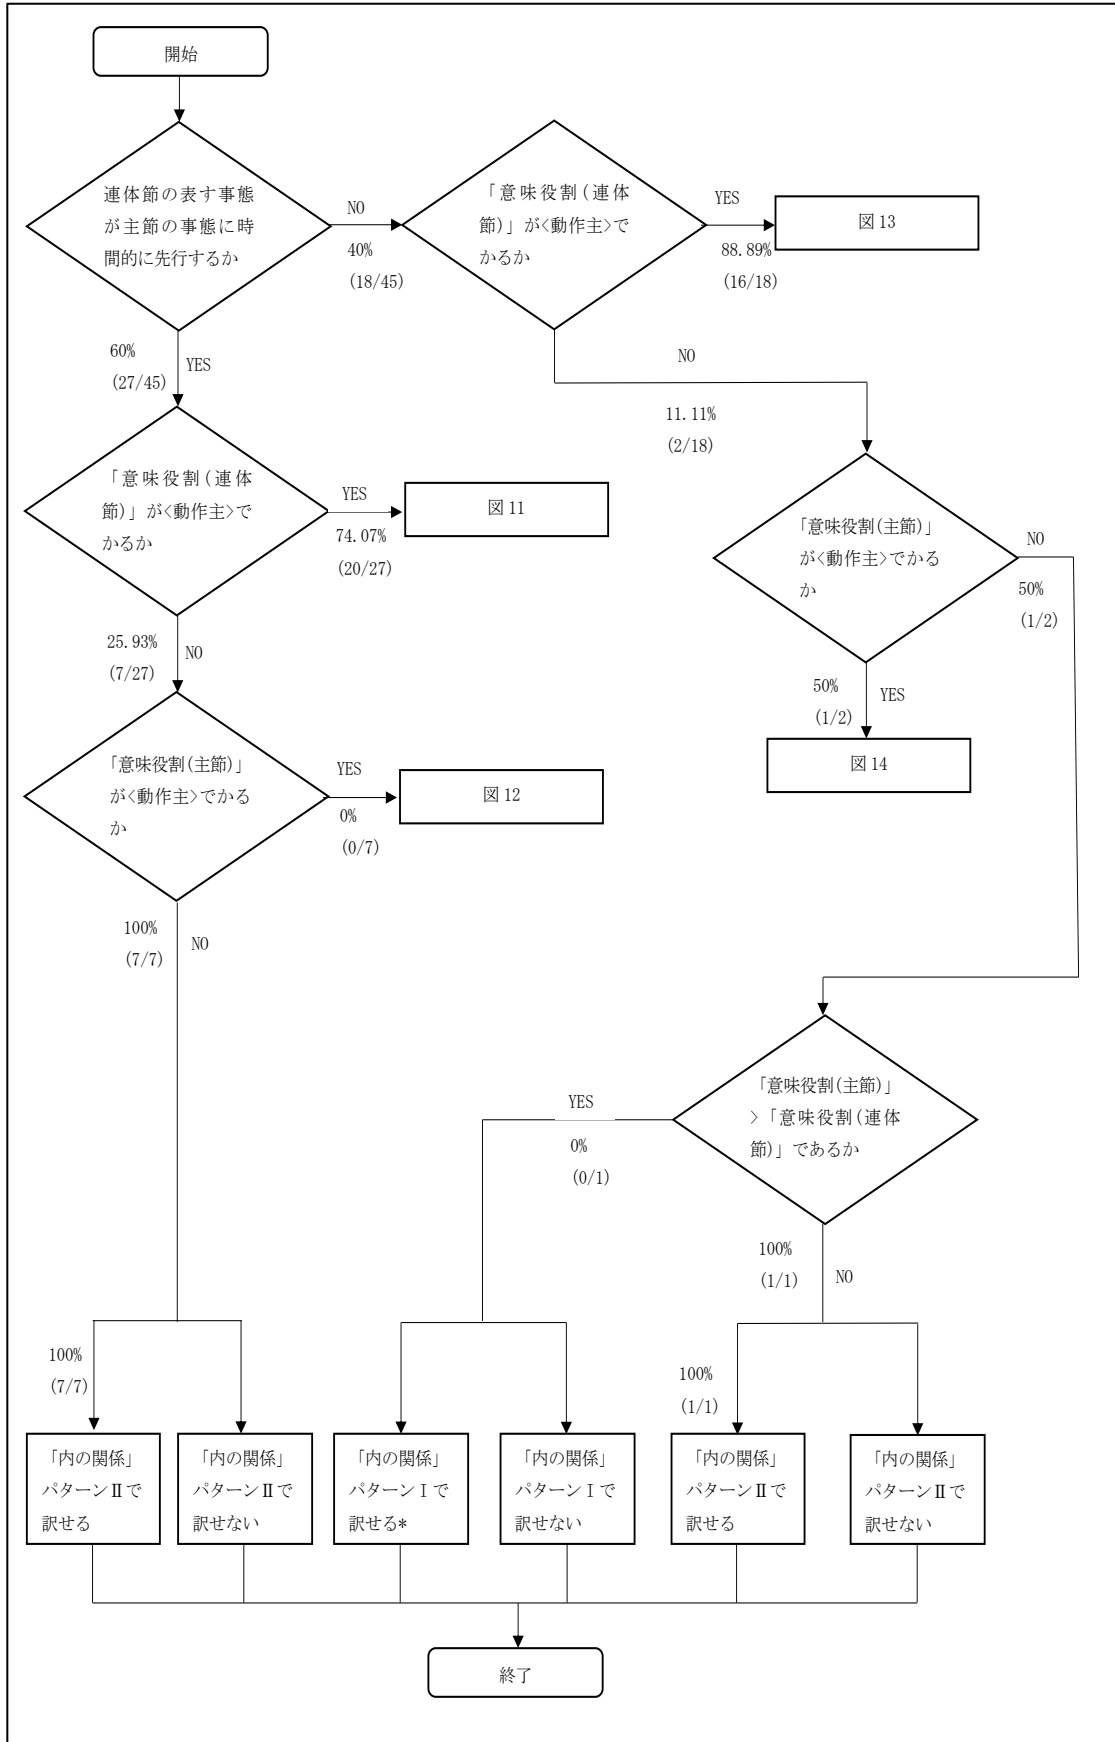 開始
連体節の表す事態
が主節の事態に時
間的に先行するか
NO
40%
(18/45)
「意味役割(連体
節)」が<動作主>で
かるか
YES
88.89%
(16/18)
図13
60%
(27/45)
YES
NO
11.11%
(2/18)
「意味役割(連体
節)」が<動作主>で
かるか
YES
74.07%
(20/27)
図11
「意味役割(主節)」
が<動作主>でかる
か
NO
50%
(1/2)
25.93%
(7/27)
NO
50%
(1/2)
YES
図14
「意味役割(主節)」
が<動作主>でかる
か
YES
0%
(0/7)
図12
100%
(7/7)
NO
「意味役割(主節)」
>「意味役割(連体
節)」であるか
YES
0%
(0/1)
100%
(1/1)
NO
100%
(7/7)
100%
(1/1)
「内の関係」
パターンⅡで
訳せる
「内の関係」
パターンⅡで
訳せない
「内の関係」
パターンⅠで
訳せる*
「内の関係」
パターンⅠで
訳せない
「内の関係」
パターンⅡで
訳せる
「内の関係」
パターンⅡで
訳せない
終了